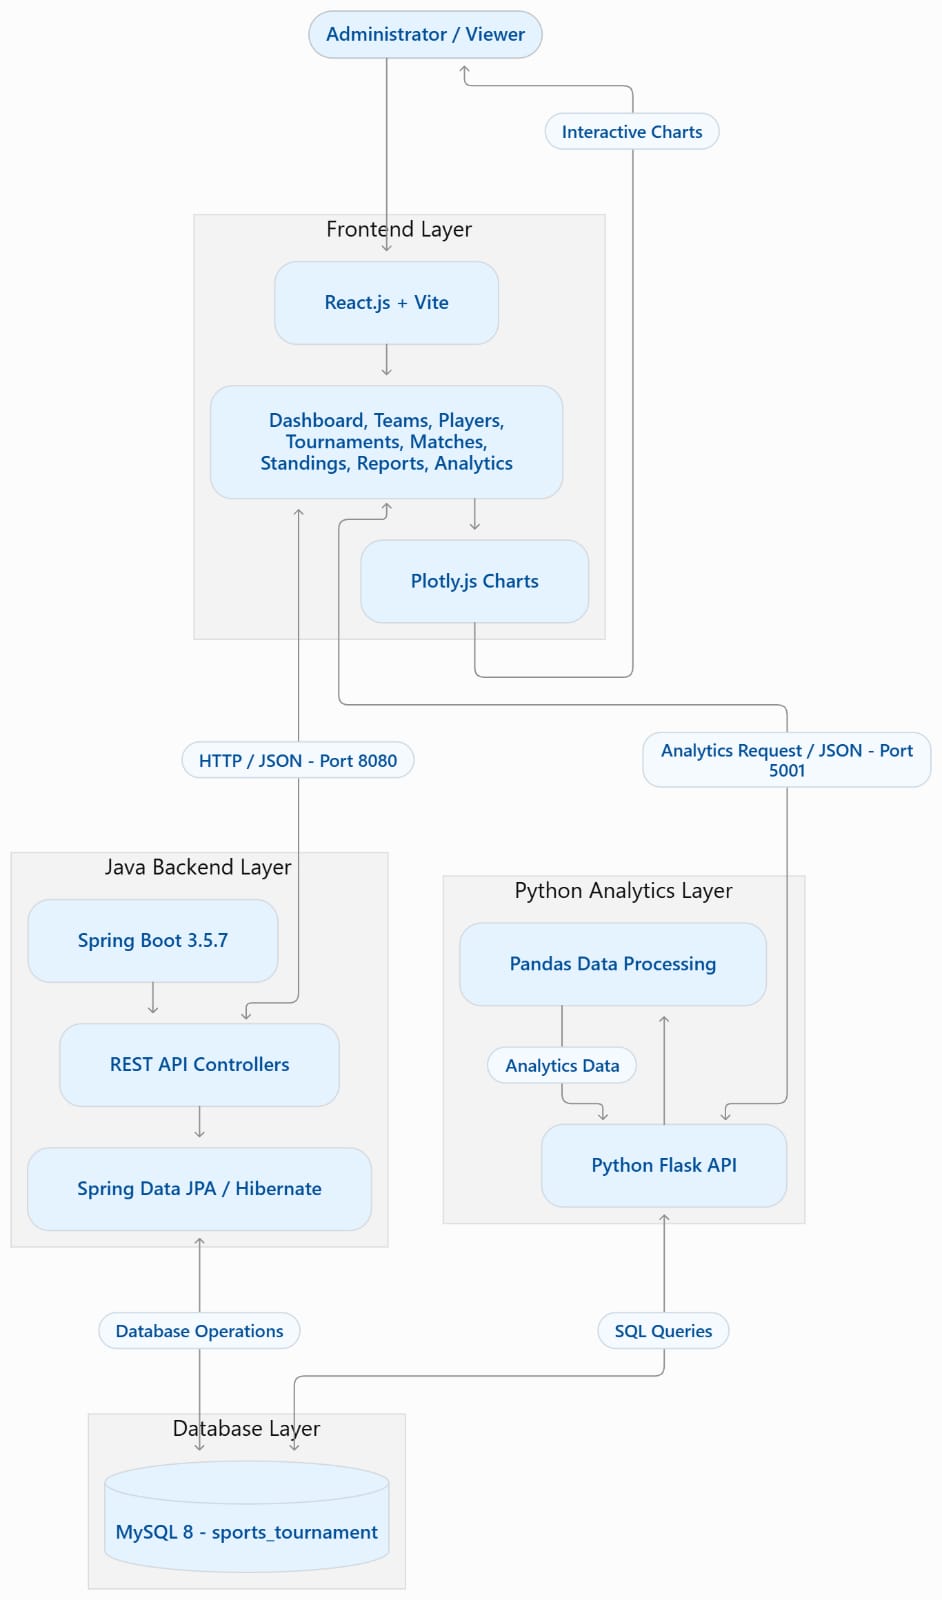 Administrator / Viewer
Interactive Charts
Frontend Layer
React.js + Vite
Dashboard, Teams, Players,
Tournaments, Matches,
Standings, Reports, Analytics
Plotly.js Charts
HTTP / JSON - Port 8080
Analytics Request / JSON - Port
5001
Java Backend Layer
Spring Boot 3.5.7
REST API Controllers
Spring Data JPA / Hibernate
Python Analytics Layer
Pandas Data Processing
Analytics Data
Python Flask API
Database Operations
SQL Queries
Database Layer
MySQL 8 - sports_tournament